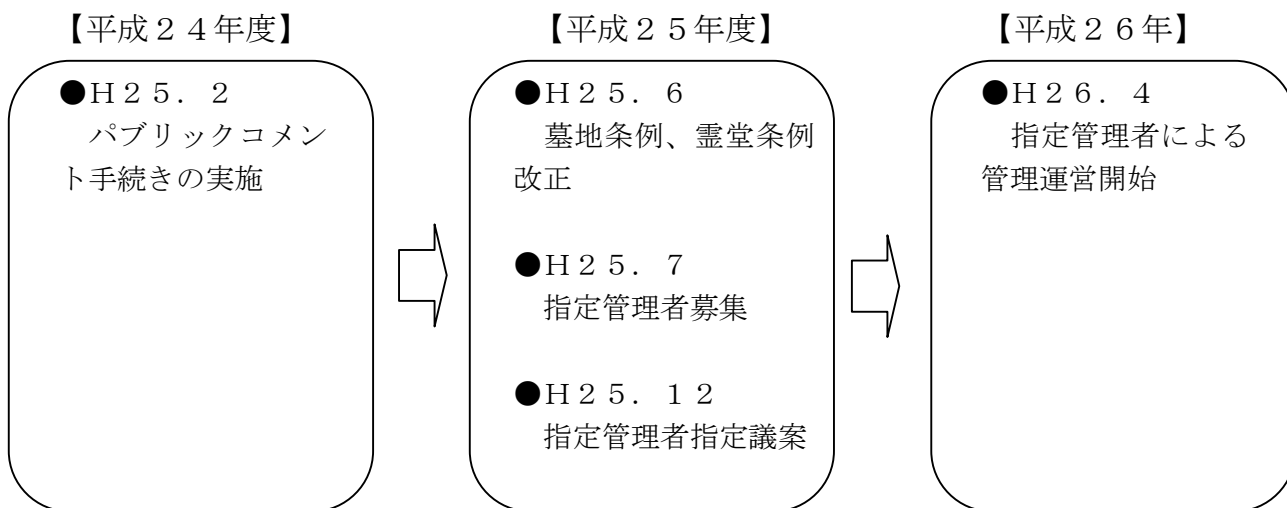 【平成２４年度】
●Ｈ２５．２
パブリックコメン
ト手続きの実施
【平成２５年度】
●Ｈ２５．６
墓地条例、霊堂条例
改正
●Ｈ２５．７
指定管理者募集
●Ｈ２５．１２
指定管理者指定議案
【平成２６年】
●Ｈ２６．４
指定管理者による
管理運営開始